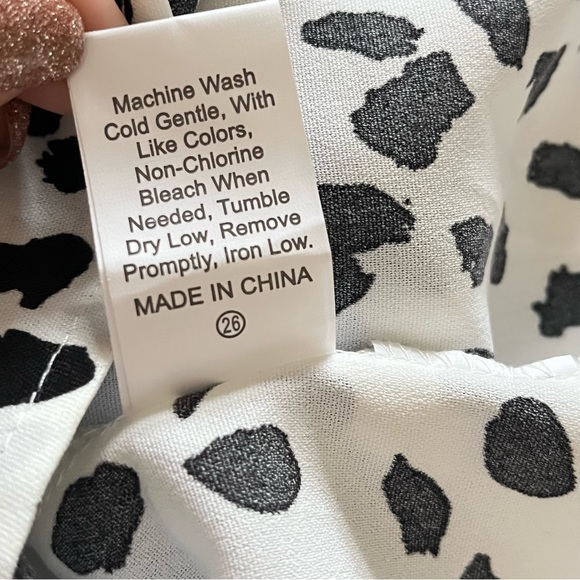 Machine Wash
Cold Gentle, With
Like Colors,
Non-Chlorine
Bleach When
Needed, Tumble
Dry Low, Remove
Promptly, Iron Low.
MADE IN CHINA
26